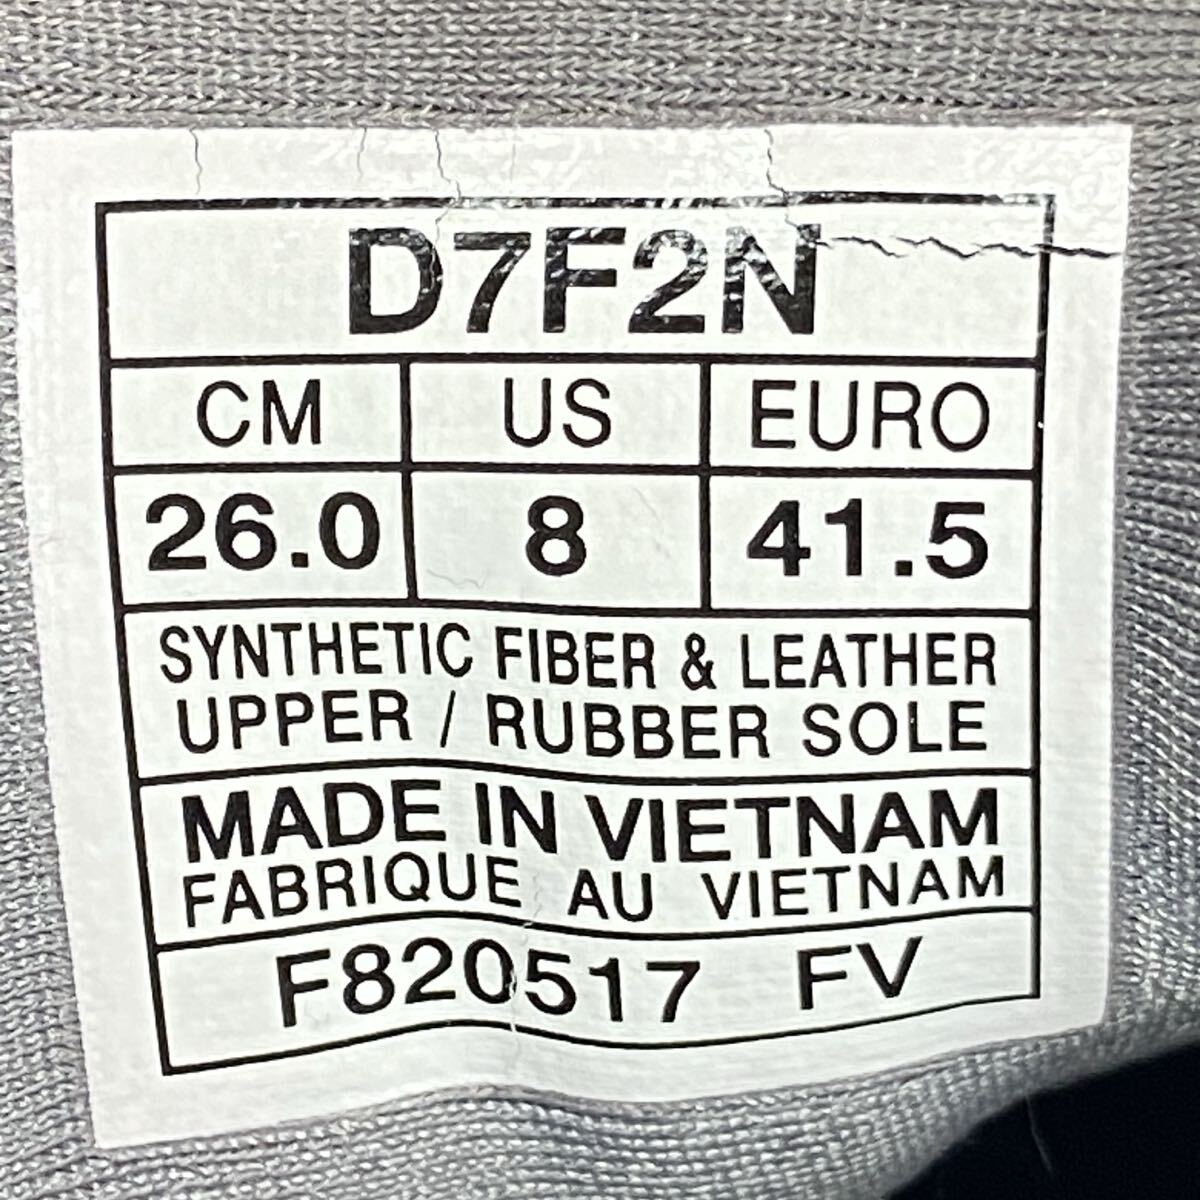 D7F2N
CM US EURO
26.0 8 41.5
SYNTHETIC FIBER & LEATHER
UPPER / RUBBER SOLE
MADE IN VIETNAM
FABRIQUE AU VIETNAM
F820517 FV